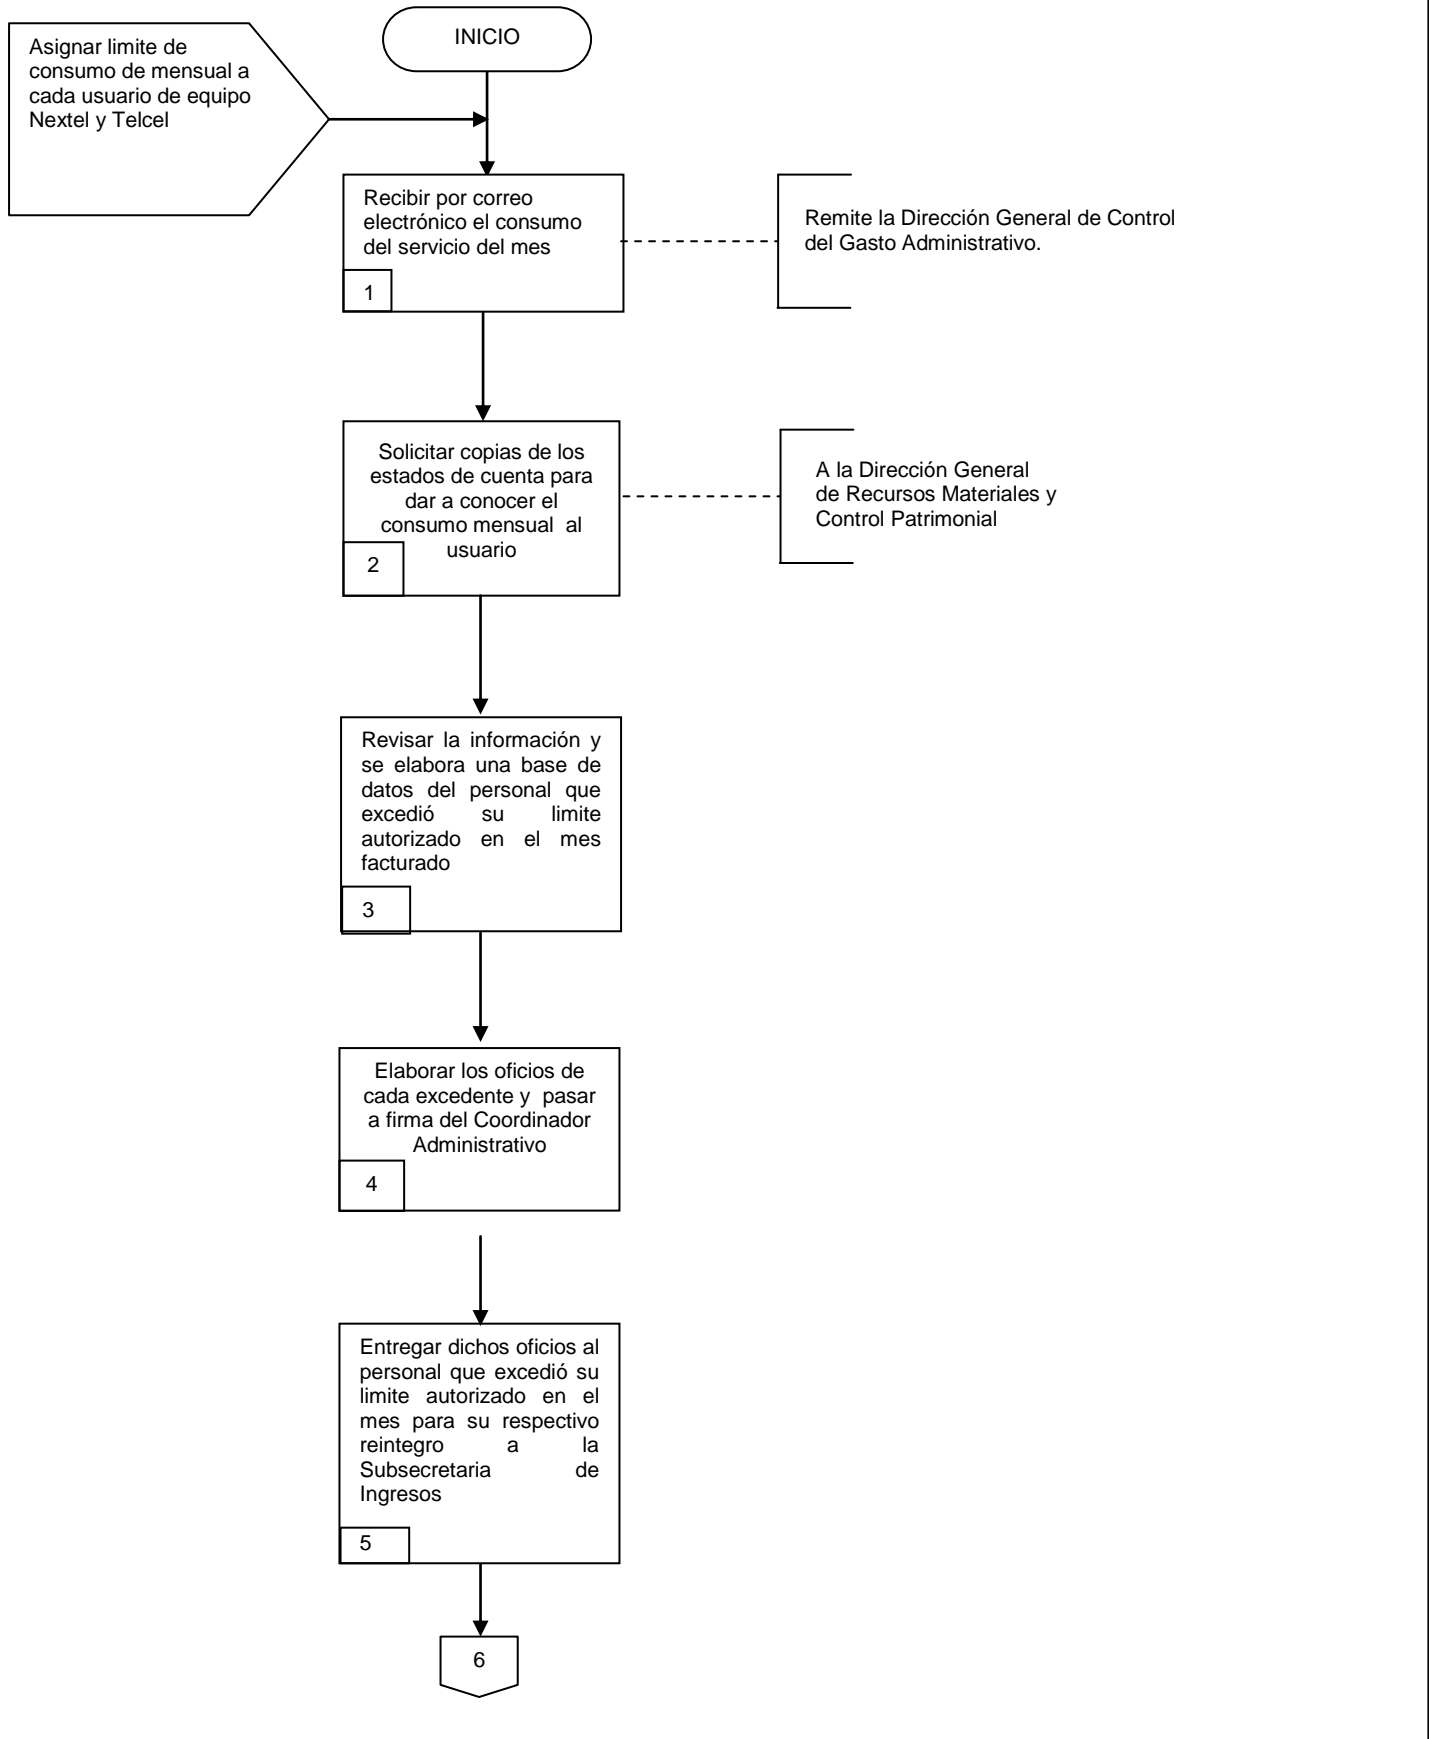 INICIO
Asignar limite de
consumo de mensual a
cada usuario de equipo
Nextel y Telcel
Recibir por correo
electrónico el consumo
del servicio del mes
1
Remite la Dirección General de Control
del Gasto Administrativo.
Solicitar copias de los
estados de cuenta para
dar a conocer el
consumo mensual  al
usuario
2
A la Dirección General
de Recursos Materiales y
Control Patrimonial
Revisar la información y
se elabora una base de
datos del personal que
excedió su limite
autorizado en el mes
facturado
3
Elaborar los oficios de
cada excedente y  pasar
a firma del Coordinador
Administrativo
4
Entregar dichos oficios al
personal que excedió su
limite autorizado en el
mes para su respectivo
reintegro a la
Subsecretaria de
Ingresos
5
6